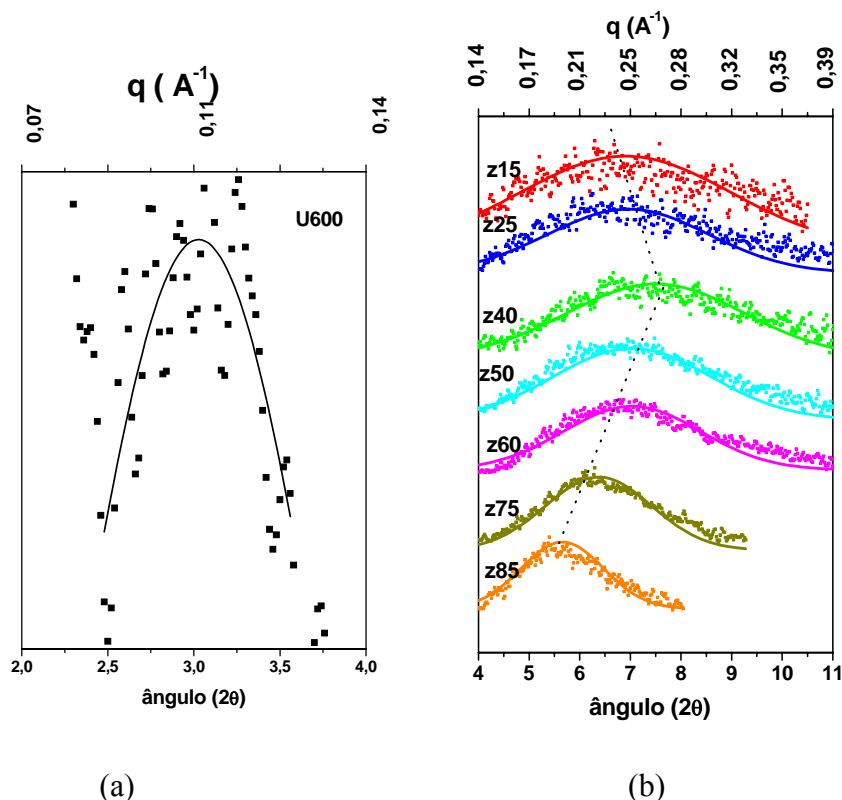 q ( A⁻¹)
0,07 0,11 0,14
U600
2,0 2,5 3,0 3,5 4,0
ângulo (2θ)
(a)
q (A⁻¹)
0,14 0,17 0,21 0,25 0,28 0,32 0,35 0,39
z15
z25
z40
z50
z60
z75
z85
4 5 6 7 8 9 10 11
ângulo (2θ)
(b)